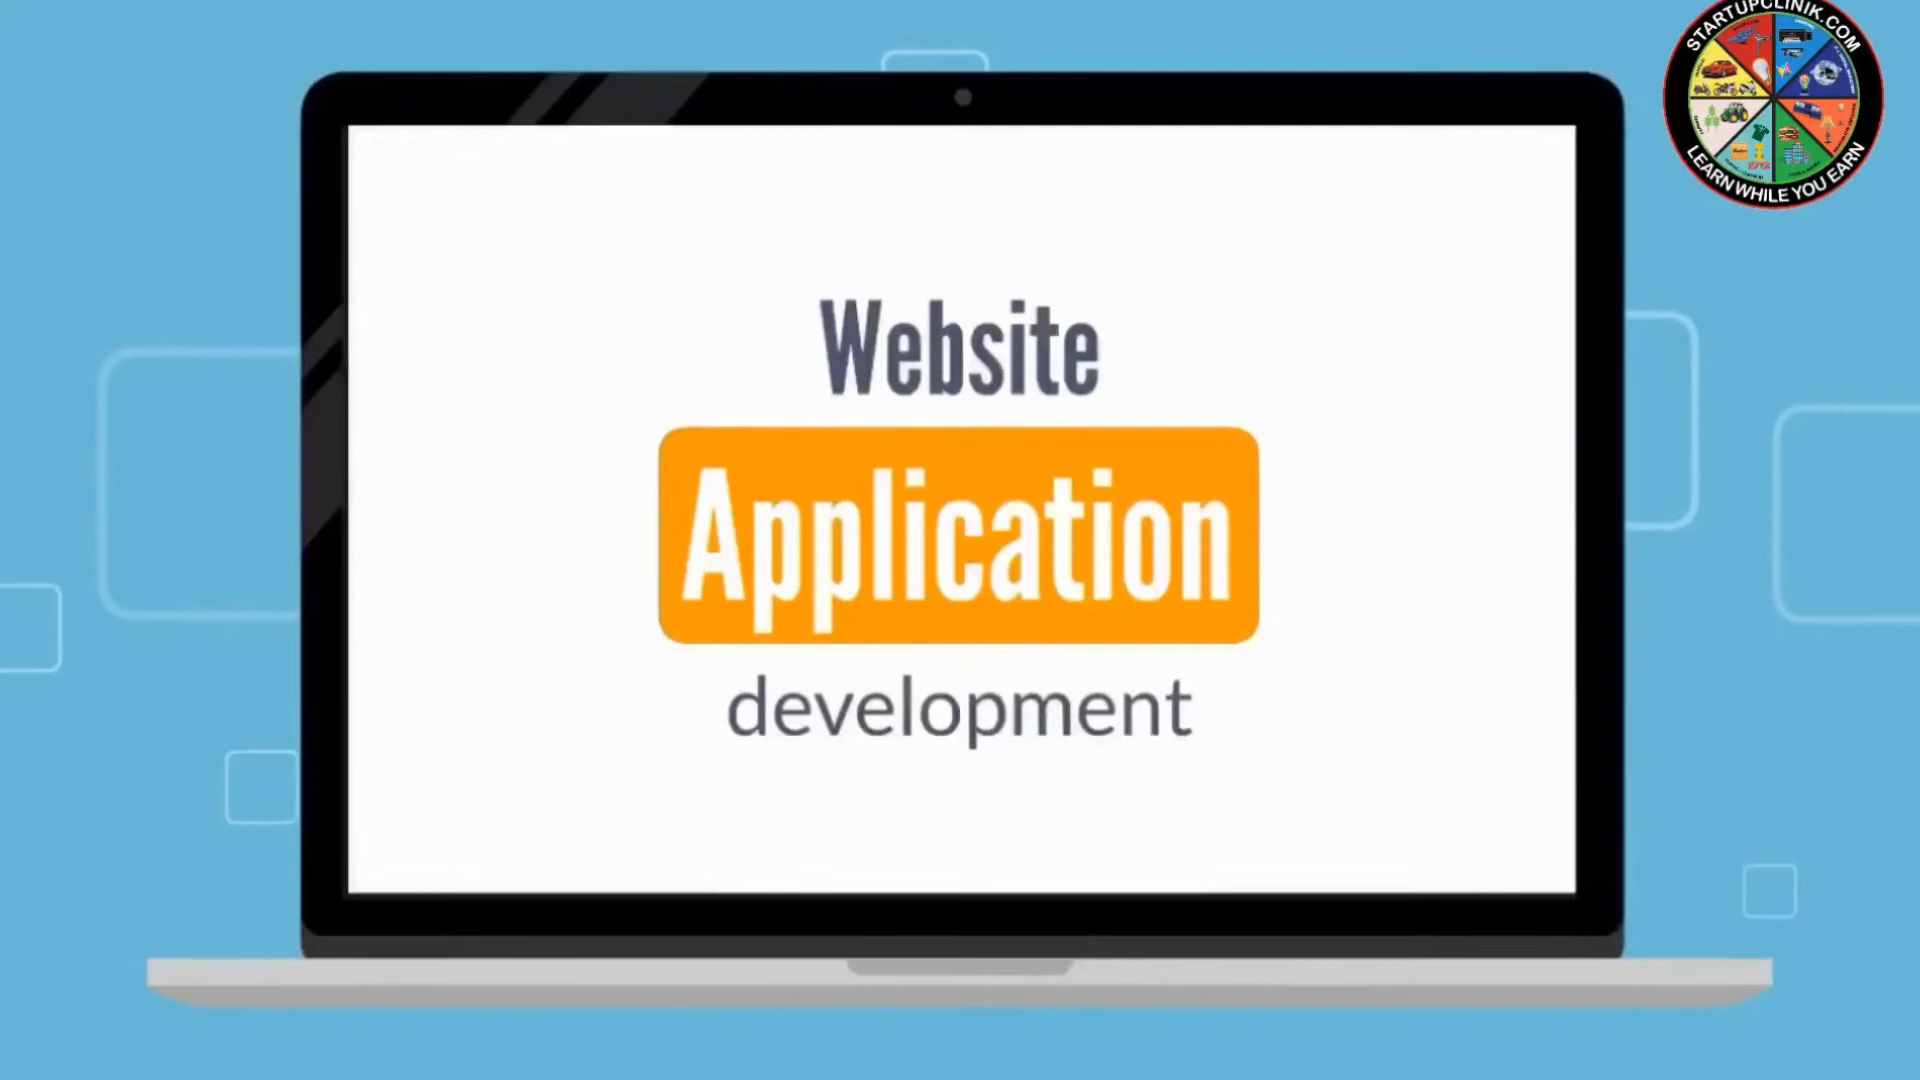 STARTUPCLINIK.COM
Website
Application
development
LEARN WHILE YOU EARN